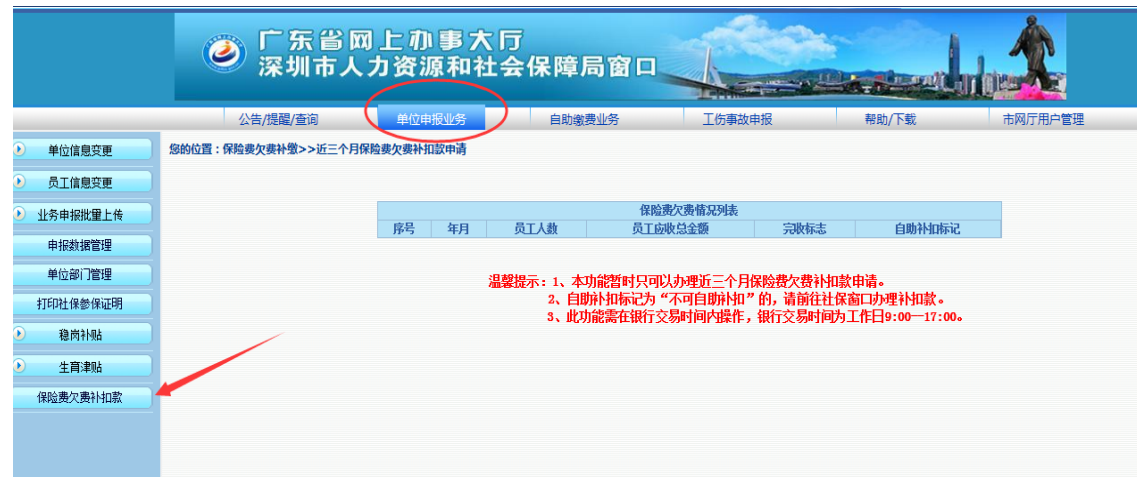 广东省网上办事大厅
深圳市人力资源和社会保障局窗口
公告/提醒/查询 单位申报业务 自助缴费业务 工伤事故申报 帮助/下载 市网厅用户管理
单位信息变更
员工信息变更
业务申报批量上传
申报数据管理
单位部门管理
打印社保参保证明
稳岗补贴
生育津贴
保险费欠费补扣款
您的位置：保险费欠费补缴>>近三个月保险费欠费补扣款申请
保险费欠费情况列表
序号 年月 员工人数 员工应收总金额 完收标志 自助补扣标记
温馨提示：1、本功能暂时只可以办理近三个月保险费欠费补扣款申请。
2、自助补扣标记为“不可自助补扣”的，请前往社保窗口办理补扣款。
3、此功能需在银行交易时间内操作，银行交易时间为工作日9:00—17:00。